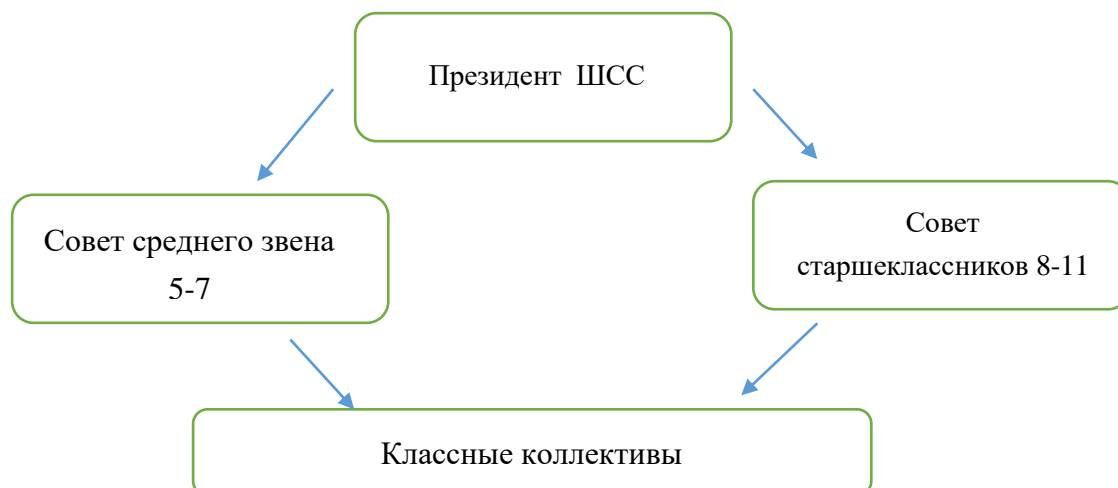 Президент ШСС
Совет среднего звена
5-7
Совет
старшеклассников 8-11
Классные коллективы